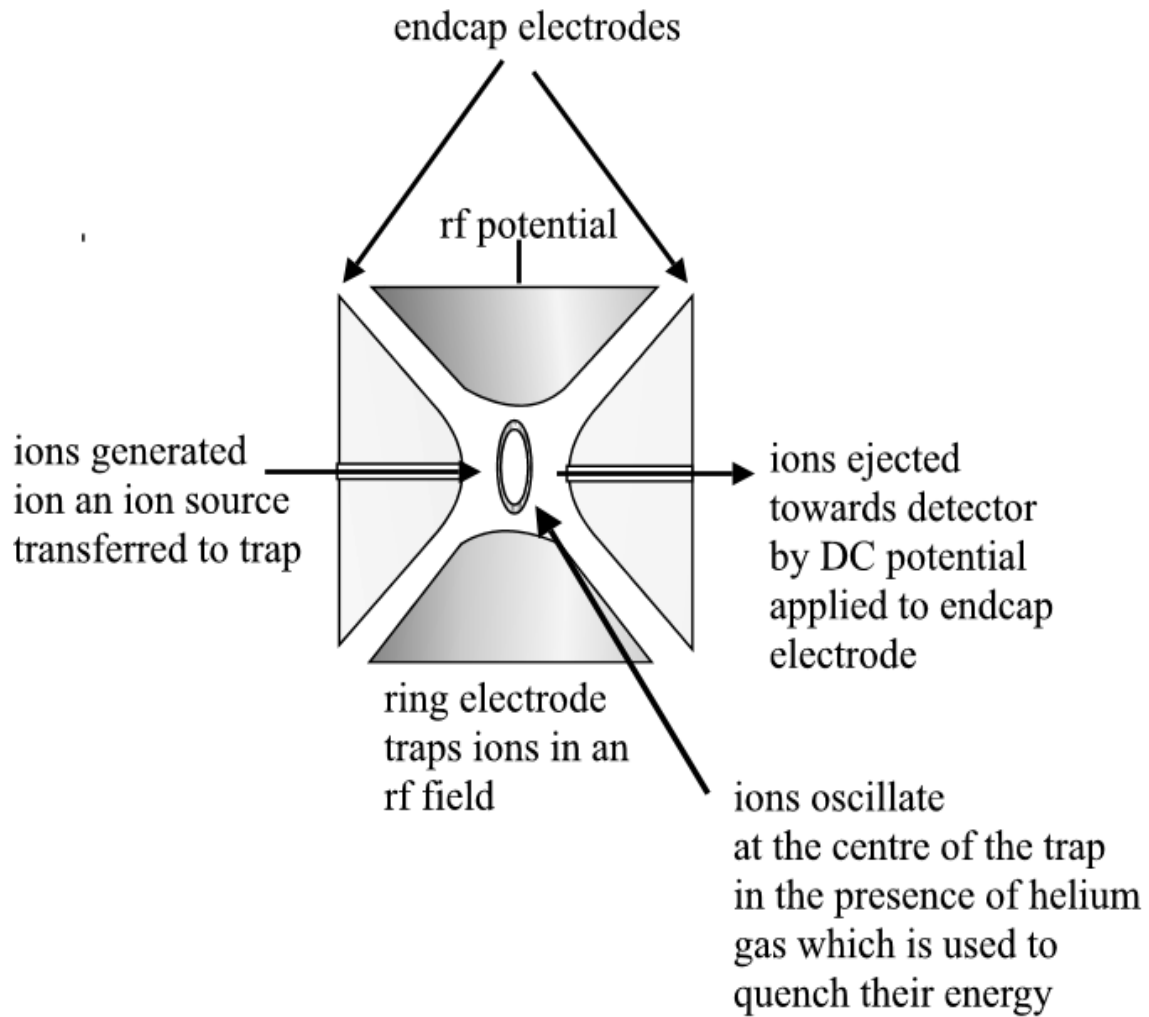 endcap electrodes
rf potential
ions generated
ion an ion source
transferred to trap
ions ejected
towards detector
by DC potential
applied to endcap
electrode
ring electrode
traps ions in an
rf field
ions oscillate
at the centre of the trap
in the presence of helium
gas which is used to
quench their energy